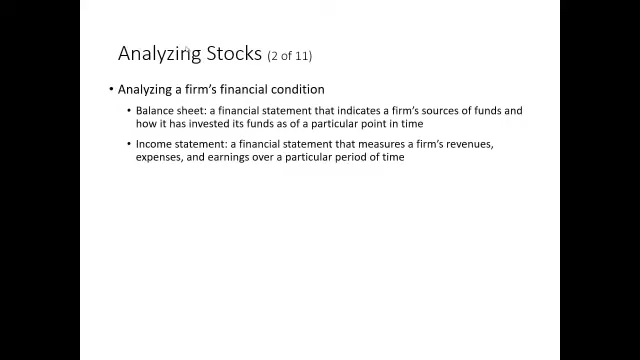 Analyzing Stocks (2 of 11)
• Analyzing a firm's financial condition
• Balance sheet: a financial statement that indicates a firm's sources of funds and
how it has invested its funds as of a particular point in time
• Income statement: a financial statement that measures a firm's revenues,
expenses, and earnings over a particular period of time